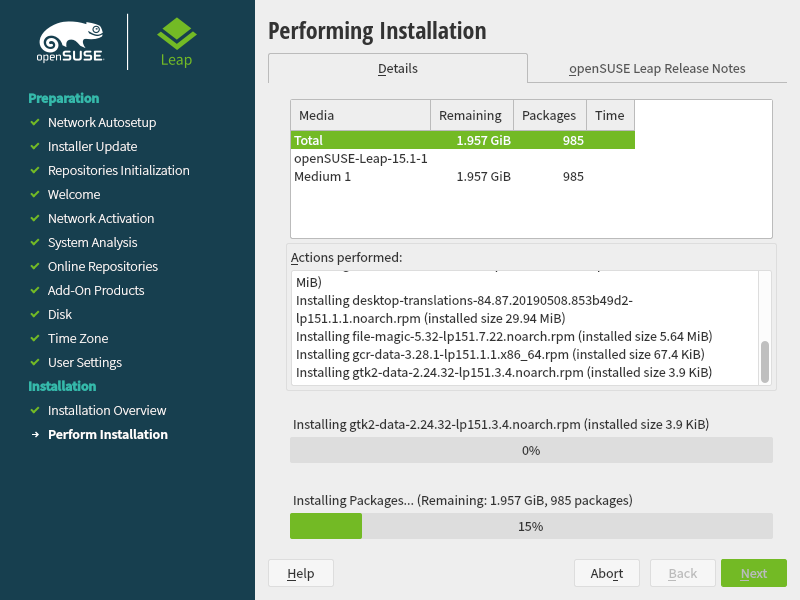 openSUSE
Leap
Preparation
Network Autosetup
Installer Update
Repositories Initialization
Welcome
Network Activation
System Analysis
Online Repositories
Add-On Products
Disk
Time Zone
User Settings
Installation
Installation Overview
Perform Installation
Performing Installation
Details
openSUSE Leap Release Notes
Media Remaining Packages Time
Total 1.957 GiB 985
openSUSE-Leap-15.1-1
Medium 1 1.957 GiB 985
Actions performed:
MiB)
Installing desktop-translations-84.87.20190508.853b49d2-
lp151.1.1.noarch.rpm (installed size 29.94 MiB)
Installing file-magic-5.32-lp151.7.22.noarch.rpm (installed size 5.64 MiB)
Installing gcr-data-3.28.1-lp151.1.1.x86_64.rpm (installed size 67.4 KiB)
Installing gtk2-data-2.24.32-lp151.3.4.noarch.rpm (installed size 3.9 KiB)
Installing gtk2-data-2.24.32-lp151.3.4.noarch.rpm (installed size 3.9 KiB)
0%
Installing Packages... (Remaining: 1.957 GiB, 985 packages)
15%
Help Abort Back Next